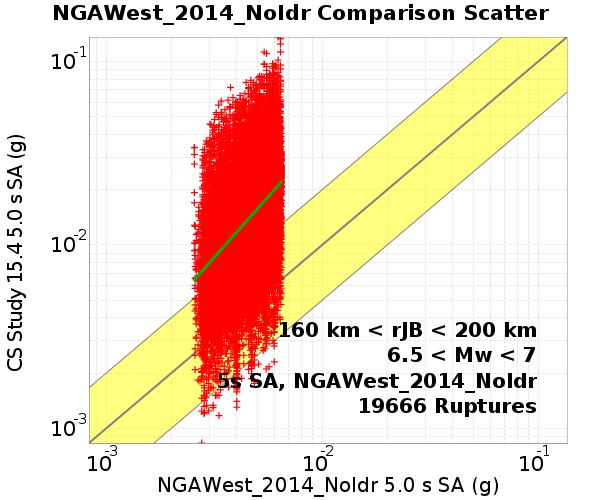 NGAWest_2014_NoIdr Comparison Scatter
CS Study 15.4 5.0 s SA (g)
10^-1
10^-2
10^-3
160 km < rJB < 200 km
6.5 < Mw < 7
5s SA, NGAWest_2014_NoIdr
19666 Ruptures
10^-3 10^-2 10^-1
NGAWest_2014_NoIdr 5.0 s SA (g)